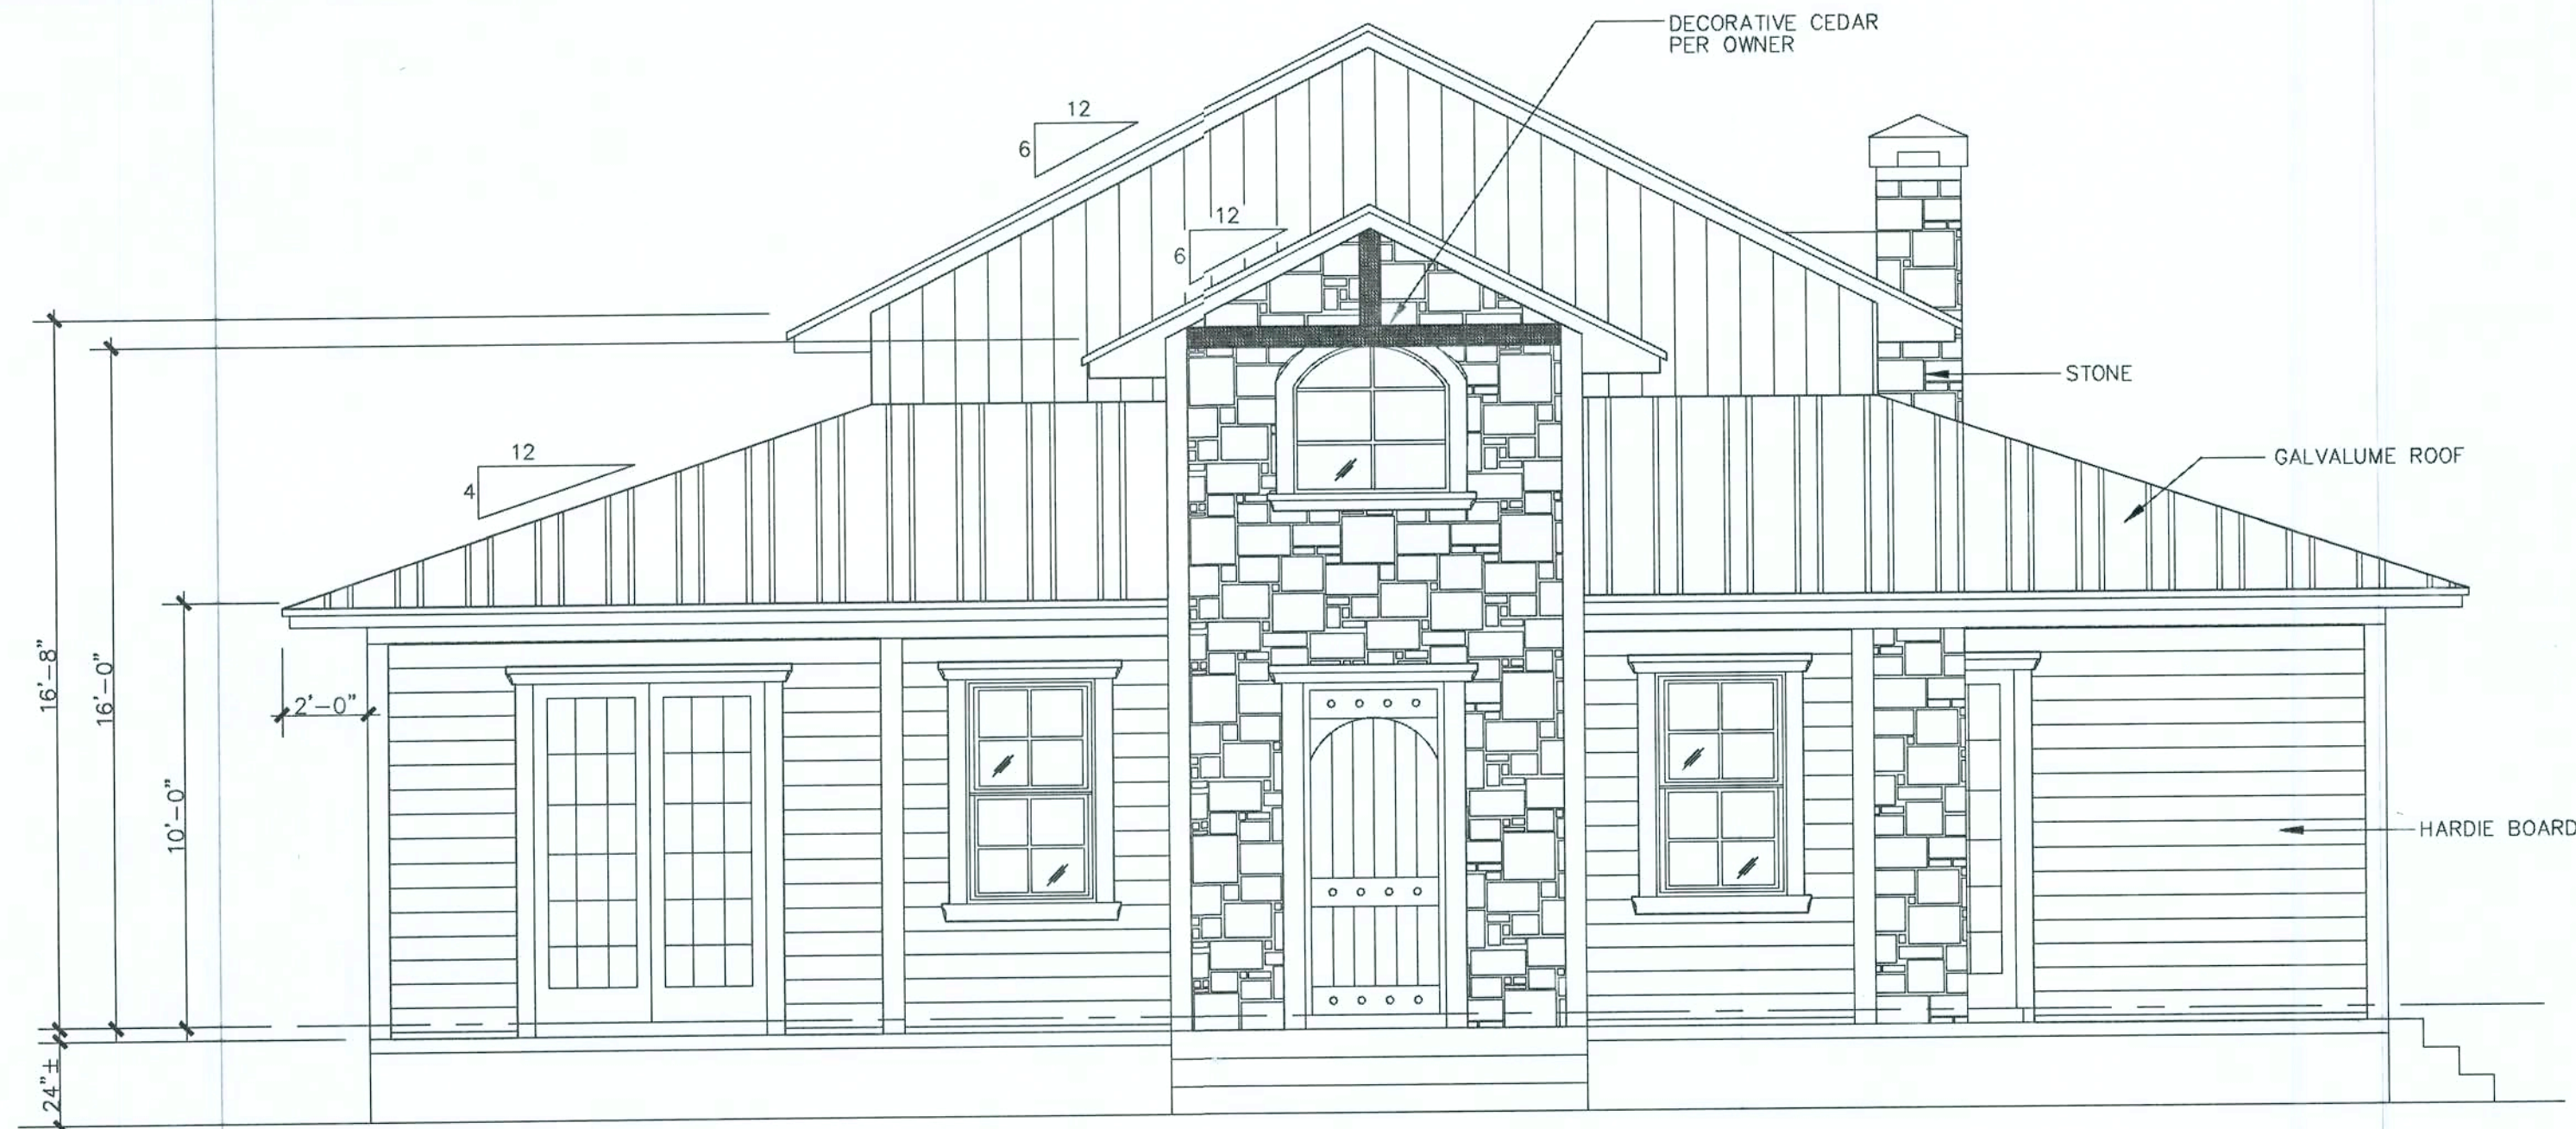 DECORATIVE CEDAR
PER OWNER
12
6
12
6
STONE
GALVALUME ROOF
12
4
16'-8"
16'-0"
2'-0"
10'-0"
HARDIE BOARD
24"±